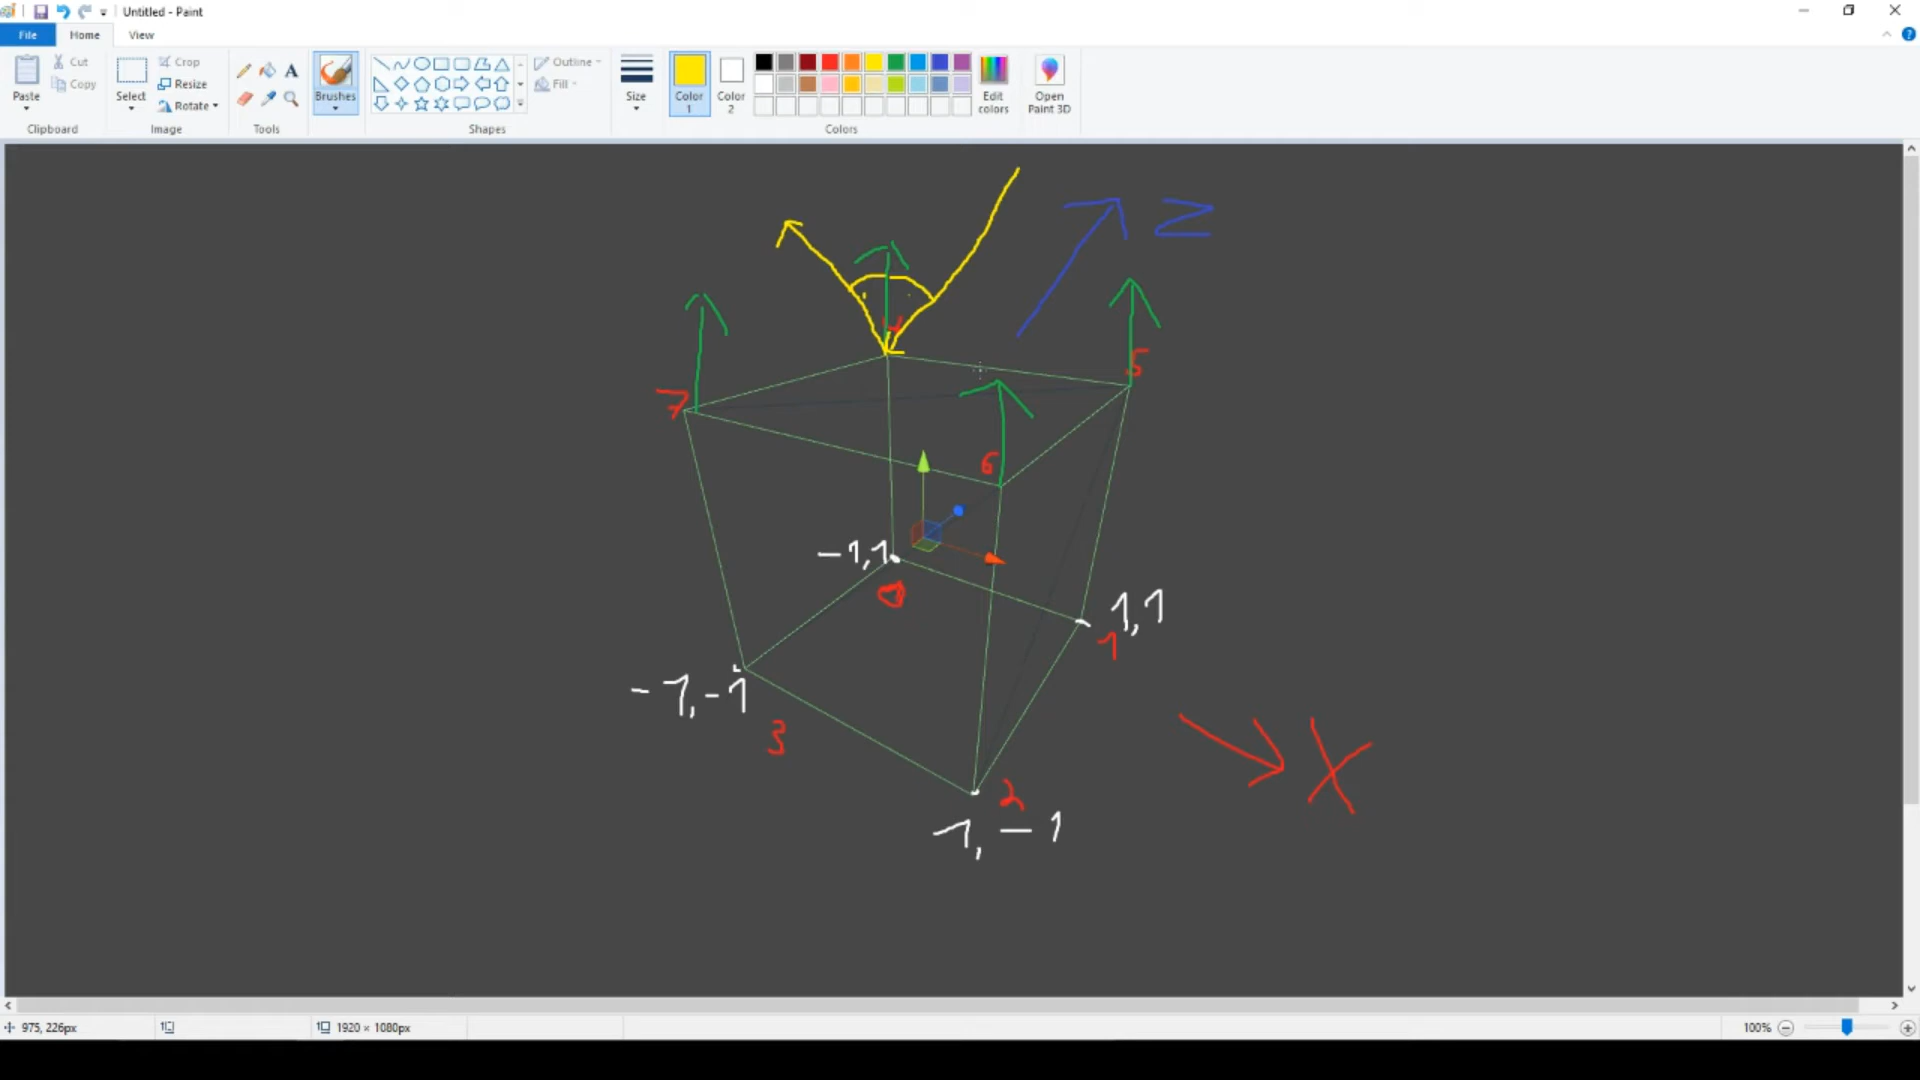 Untitled - Paint
File Home View
Paste
Cut
Copy
Clipboard
Select
Crop
Resize
Rotate
Image
Tools
Brushes
Shapes
Outline
Fill
Size
Color 1
Color 2
Colors
Edit colors
Open Paint 3D
Z
4
5
7
6
-1,1
0
1,1
1
-1,-1
3
X
2
1,-1
975, 226px
1920 × 1080px
100%